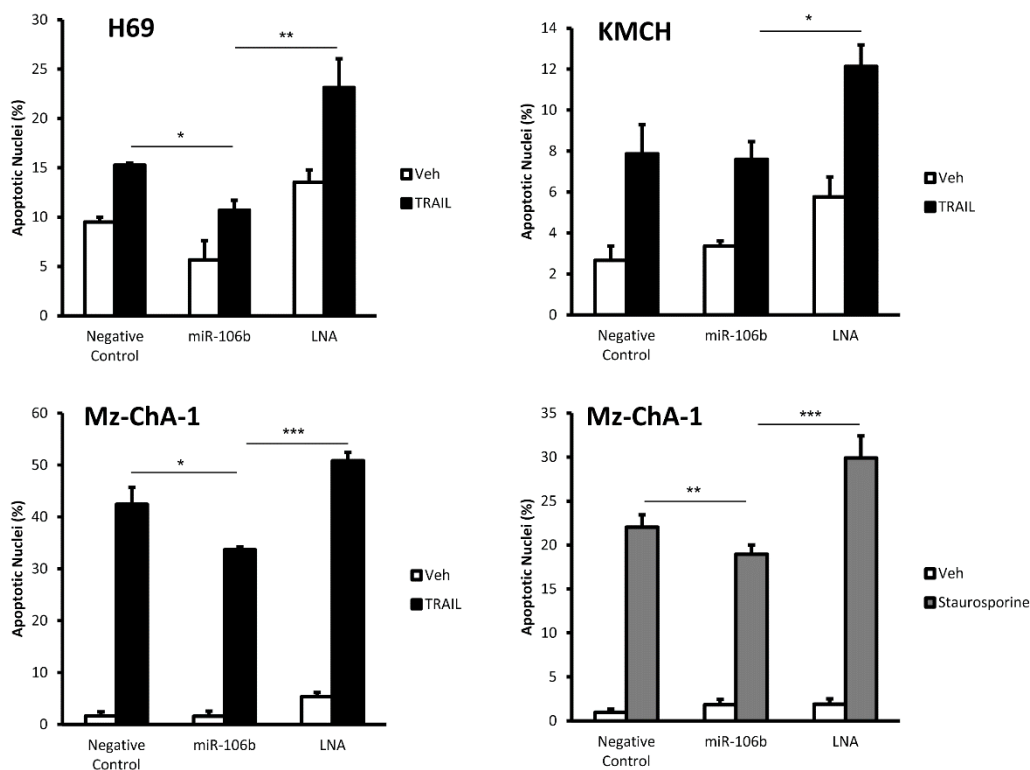 H69
**
*
Apoptotic Nuclei (%)
30
25
20
15
10
5
0
Negative
Control
miR-106b
LNA
Veh
TRAIL
KMCH
*
Apoptotic Nuclei (%)
14
12
10
8
6
4
2
0
Negative
Control
miR-106b
LNA
Veh
TRAIL
Mz-ChA-1
***
*
Apoptotic Nuclei (%)
60
50
40
30
20
10
0
Negative
Control
miR-106b
LNA
Veh
TRAIL
Mz-ChA-1
***
**
Apoptotic Nuclei (%)
35
30
25
20
15
10
5
0
Negative
Control
miR-106b
LNA
Veh
Staurosporine